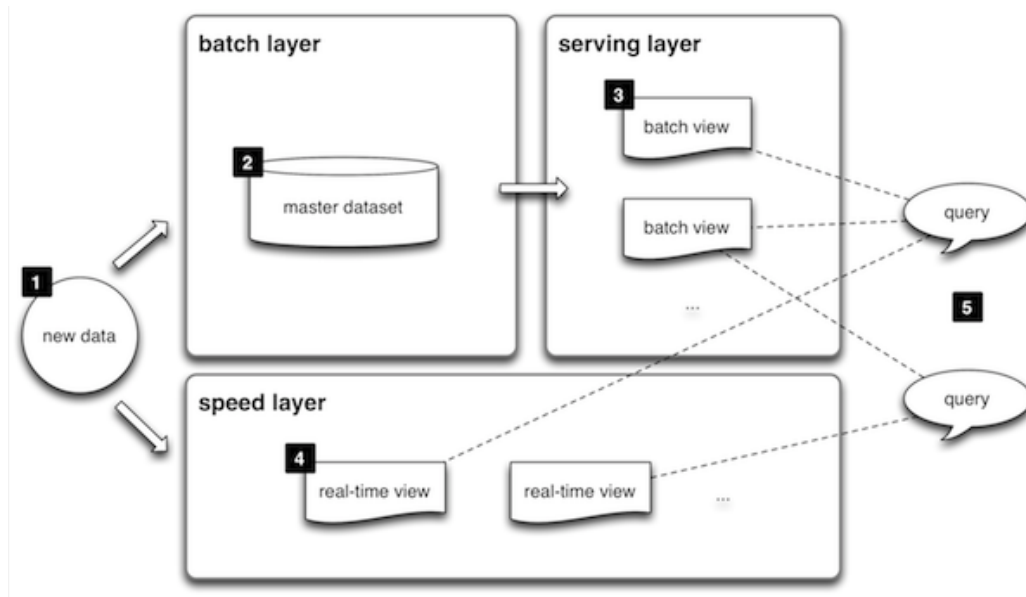 batch layer
serving layer
3
batch view
2
master dataset
query
batch view
1
new data
...
5
speed layer
query
4
real-time view
real-time view
...